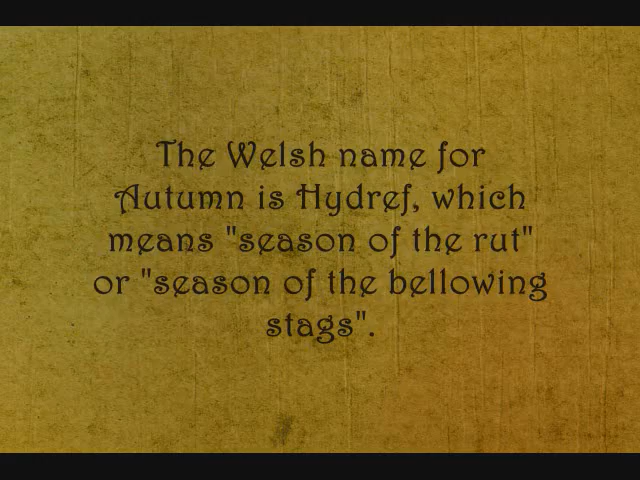 The Welsh name for
Autumn is Hydref, which
means "season of the rut"
or "season of the bellowing
stags".